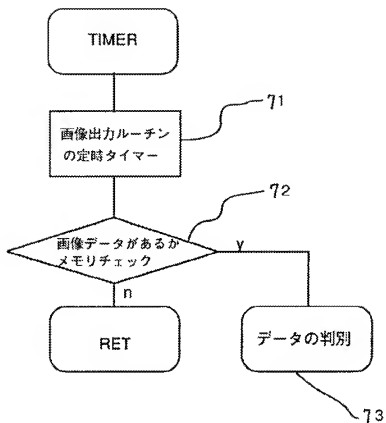 TIMER
71
画像出力ルーチン
の定時タイマー
72
画像データがあるか
メモリチェック
y
n
RET
データの判別
73